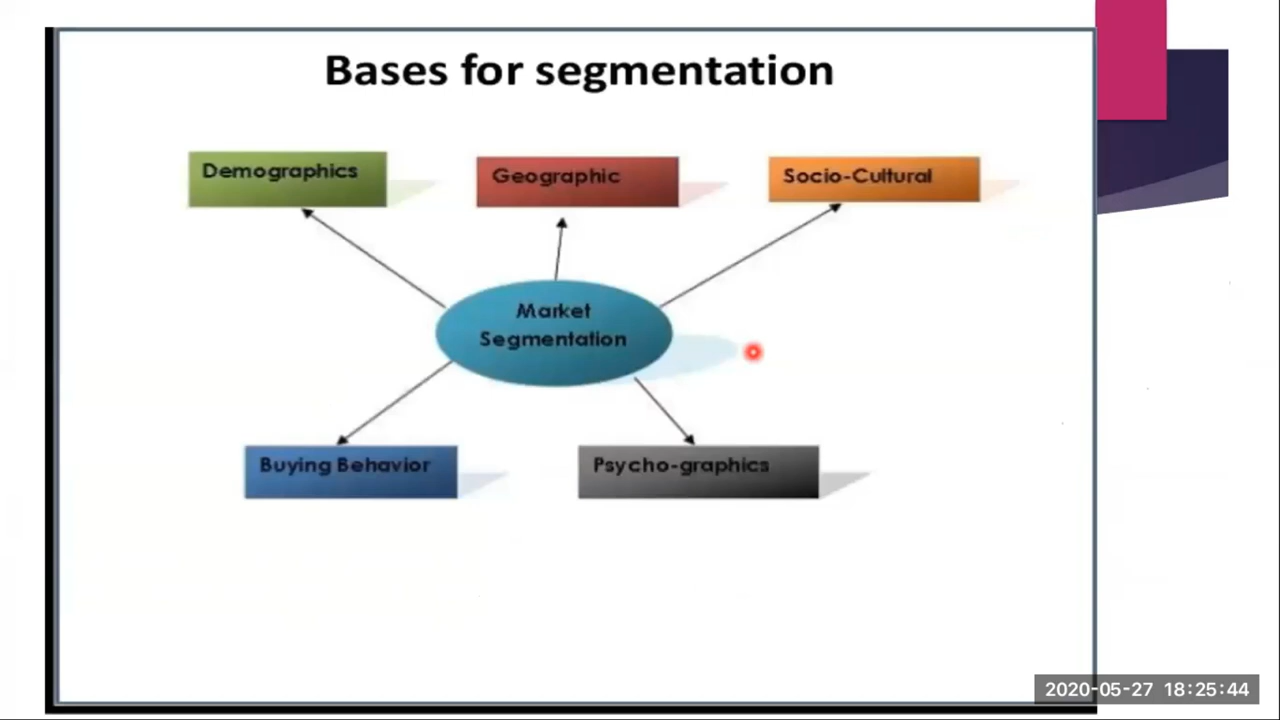 Bases for segmentation
Demographics
Geographic
Socio-Cultural
Market
Segmentation
Buying Behavior
Psycho-graphics
2020-05-27 18:25:44